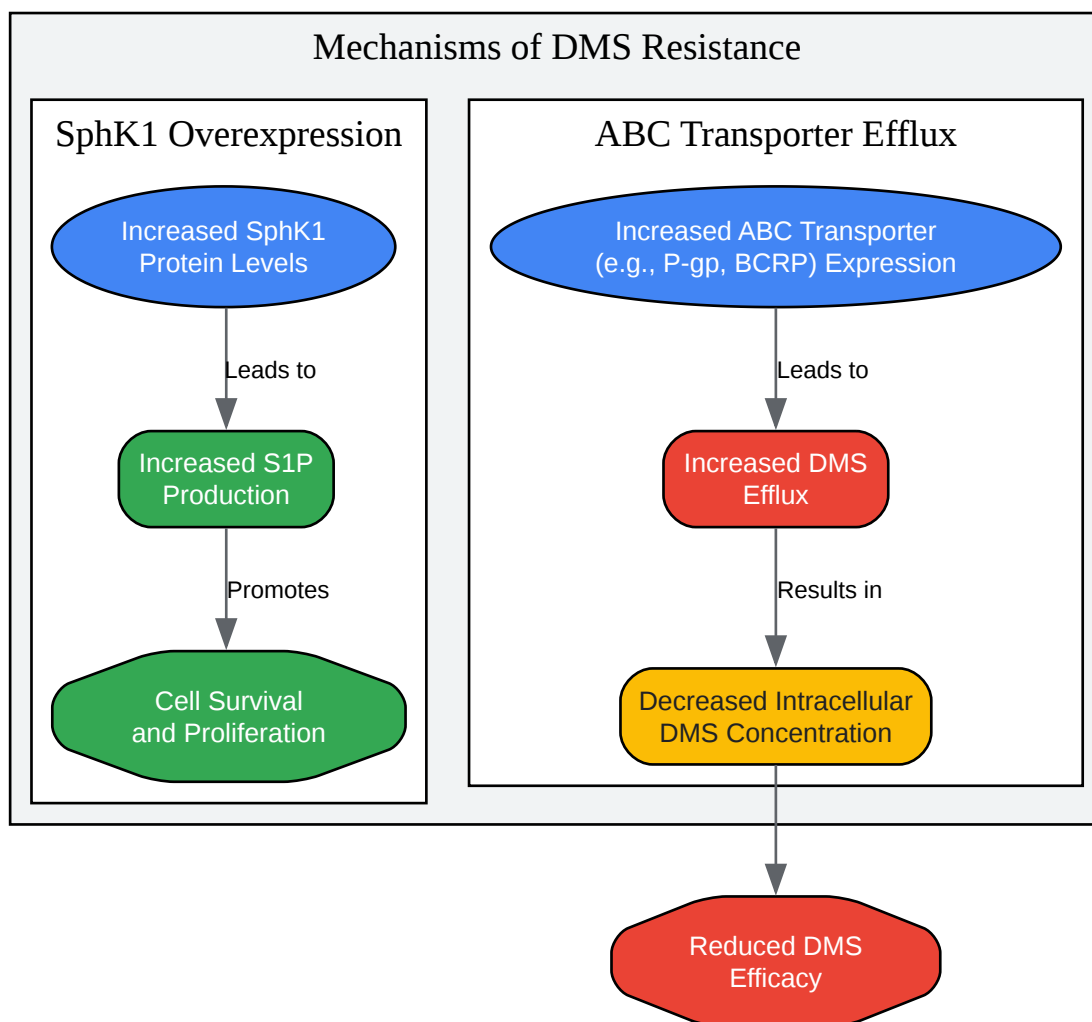 Mechanisms of DMS Resistance
SphK1 Overexpression
Increased SphK1
Protein Levels
Leads to
Increased S1P
Production
Promotes
Cell Survival
and Proliferation
ABC Transporter Efflux
Increased ABC Transporter
(e.g., P-gp, BCRP) Expression
Leads to
Increased DMS
Efflux
Results in
Decreased Intracellular
DMS Concentration
Reduced DMS
Efficacy